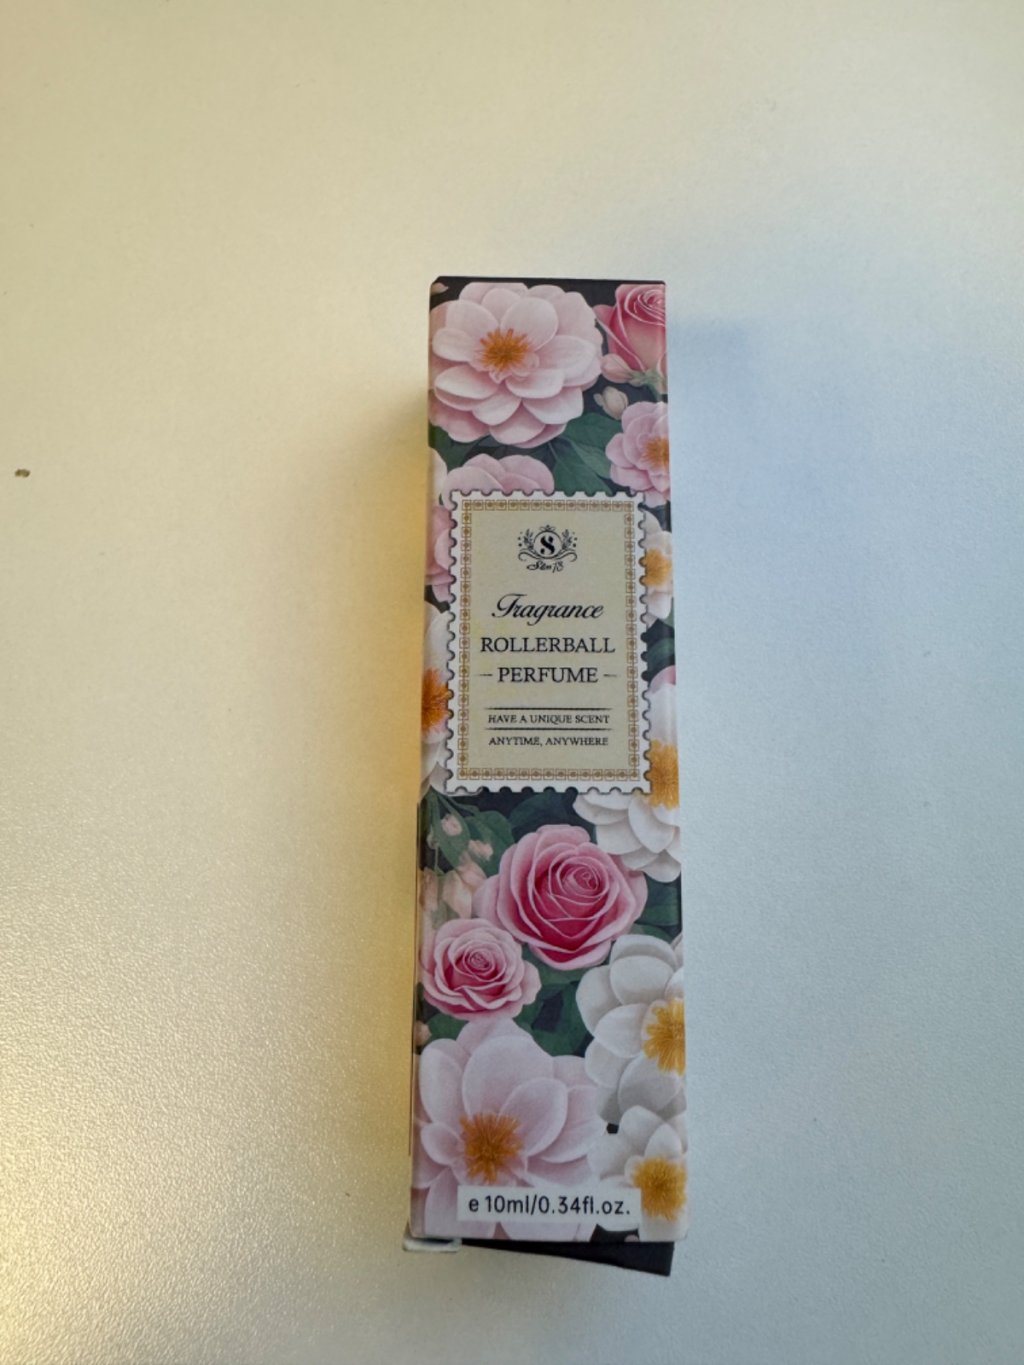 S
Fragrance
ROLLERBALL
PERFUME
HAVE A UNIQUE SCENT
ANYTIME, ANYWHERE
e 10ml/0.34fl.oz.